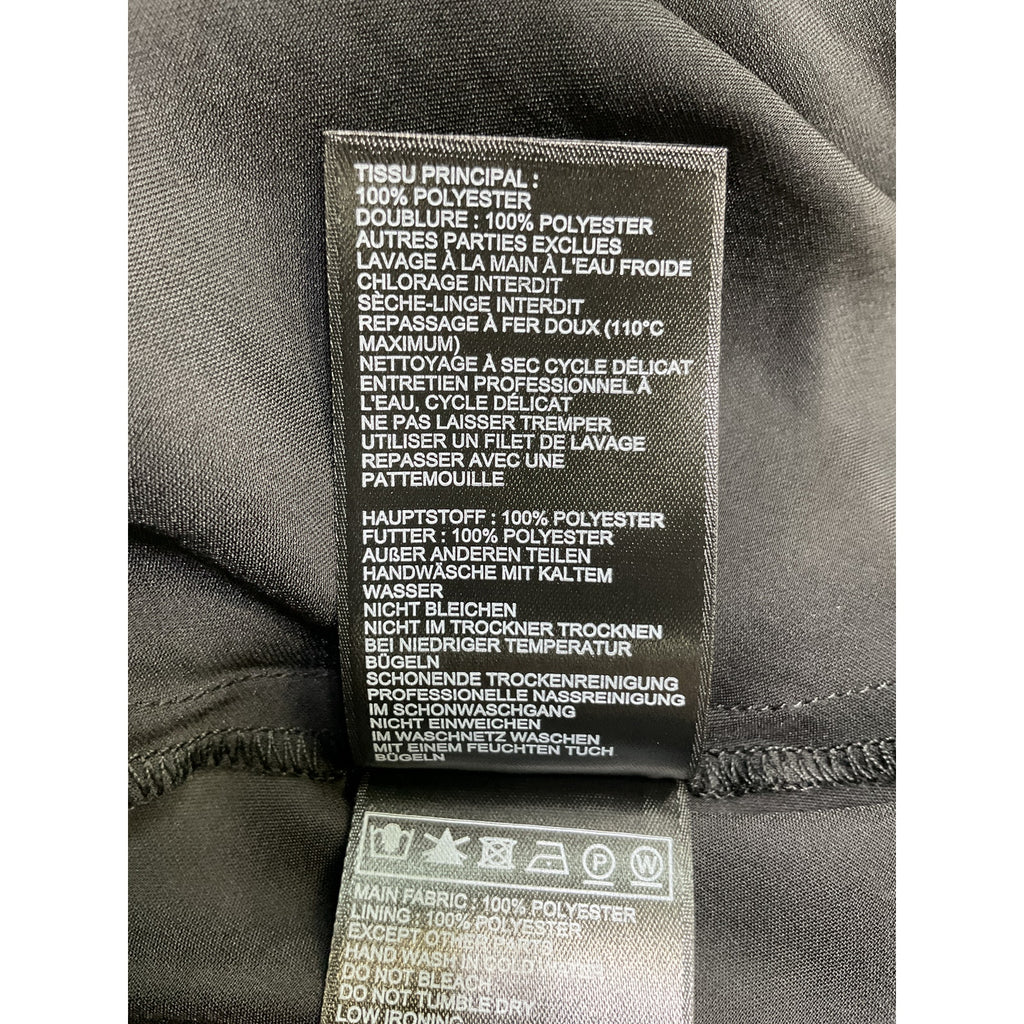 TISSU PRINCIPAL :
100% POLYESTER
DOUBLURE : 100% POLYESTER
AUTRES PARTIES EXCLUES
LAVAGE À LA MAIN À L'EAU FROIDE
CHLORAGE INTERDIT
SÈCHE-LINGE INTERDIT
REPASSAGE À FER DOUX (110°C
MAXIMUM)
NETTOYAGE À SEC CYCLE DÉLICAT
ENTRETIEN PROFESSIONNEL À
L'EAU, CYCLE DÉLICAT
NE PAS LAISSER TREMPER
UTILISER UN FILET DE LAVAGE
REPASSER AVEC UNE
PATTEMOUILLE
HAUPTSTOFF : 100% POLYESTER
FUTTER : 100% POLYESTER
AUßER ANDEREN TEILEN
HANDWÄSCHE MIT KALTEM
WASSER
NICHT BLEICHEN
NICHT IM TROCKNER TROCKNEN
BEI NIEDRIGER TEMPERATUR
BÜGELN
SCHONENDE TROCKENREINIGUNG
PROFESSIONELLE NASSREINIGUNG
IM SCHONWASCHGANG
NICHT EINWEICHEN
IM WASCHNETZ WASCHEN
MIT EINEM FEUCHTEN TUCH
BÜGELN
P W
MAIN FABRIC : 100% POLYESTER
LINING : 100% POLYESTER
EXCEPT OTHER PARTS
HAND WASH IN COLD WATER
DO NOT BLEACH
DO NOT TUMBLE DRY
LOW IRONING